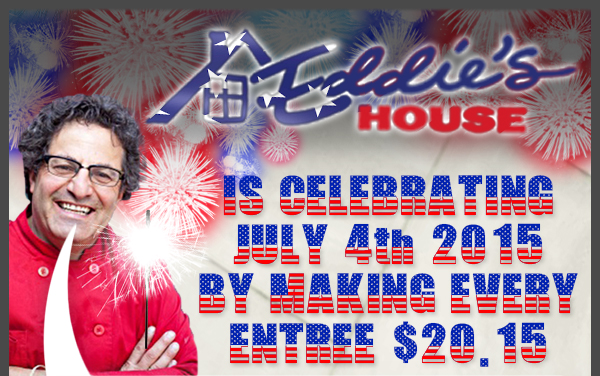 Eddie's
HOUSE
IS CELEBRATING
JULY 4th 2015
BY MAKING EVERY
ENTREE $20.15